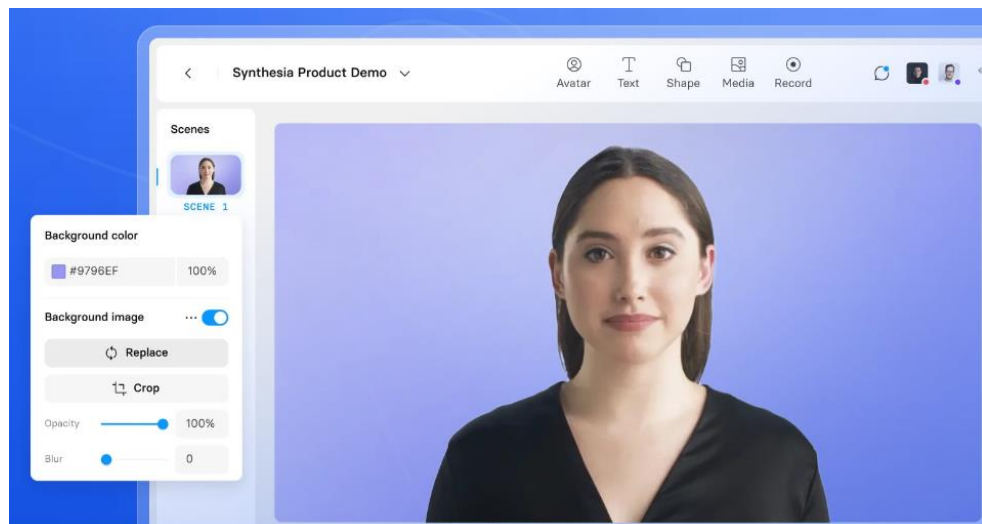 Synthesia Product Demo
Avatar Text Shape Media Record
Scenes
SCENE 1
Background color
#9796EF 100%
Background image ...
Replace
Crop
Opacity 100%
Blur 0